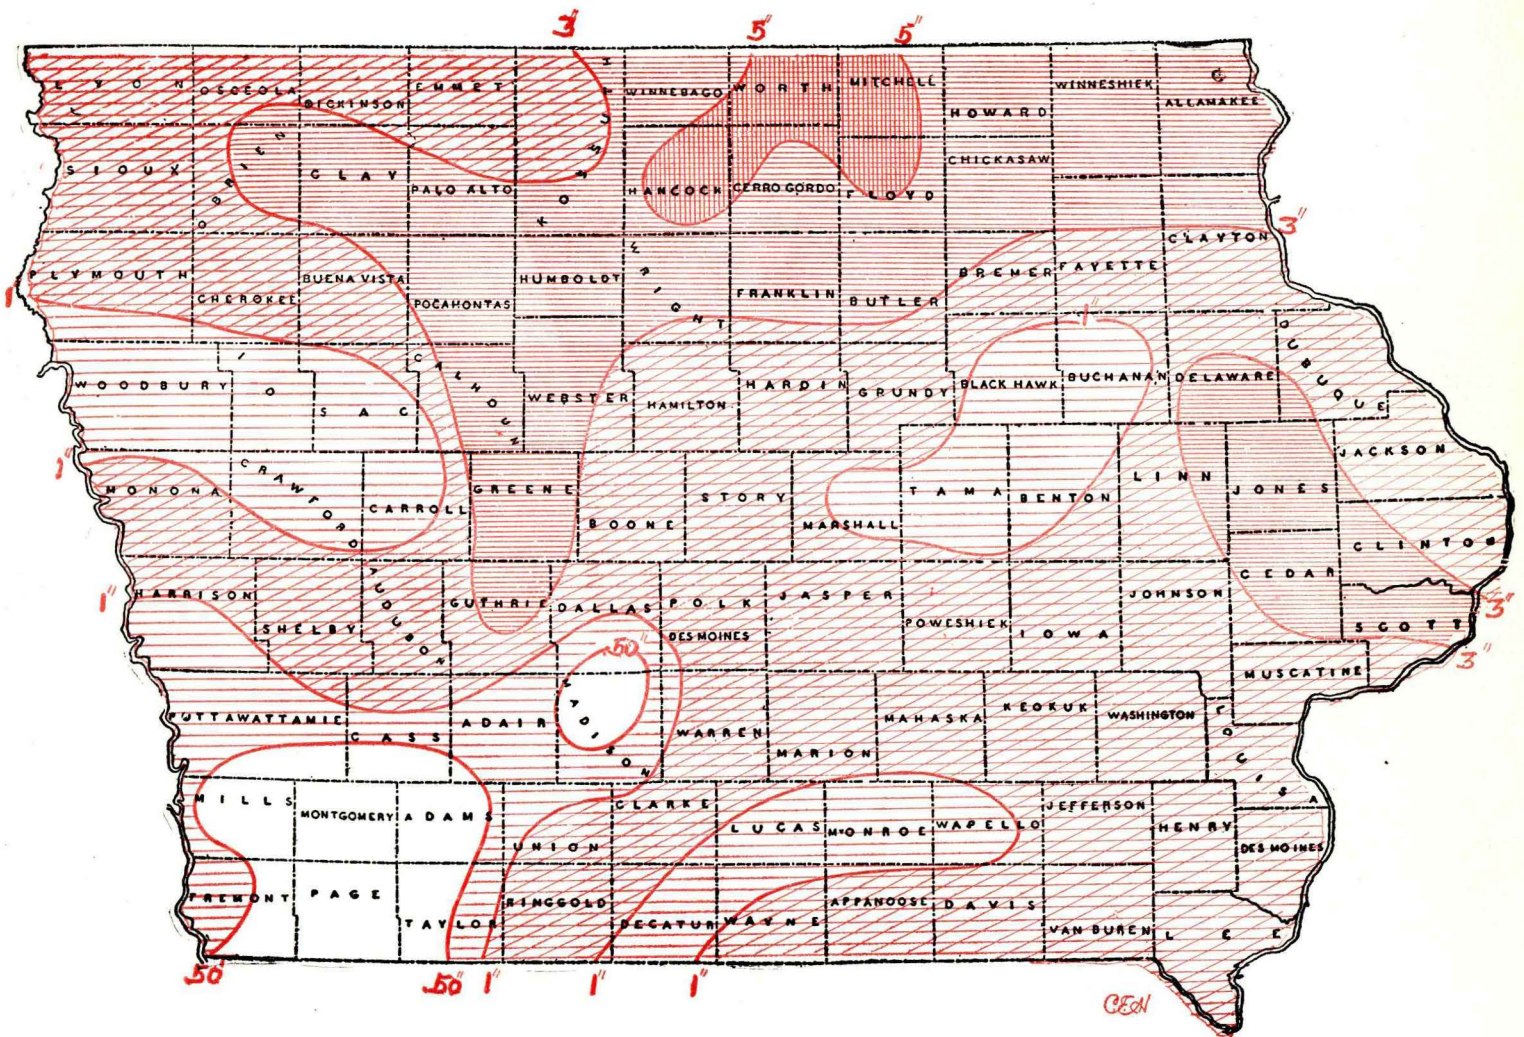 3"
5"
5"
LYON
OSCEOLA
DICKINSON
EMMET
KOSSUTH
WINNEBAGO
WORTH
MITCHELL
HOWARD
WINNESHIEK
ALLAMAKEE
SIOUX
OBRIEN
CLAY
PALO ALTO
HANCOCK
CERRO GORDO
FLOYD
CHICKASAW
3"
PLYMOUTH
CHEROKEE
BUENA VISTA
POCAHONTAS
HUMBOLDT
WRIGHT
FRANKLIN
BUTLER
BREMER
FAYETTE
CLAYTON
1"
1"
WOODBURY
IDA
SAC
CALHOUN
WEBSTER
HAMILTON
HARDIN
GRUNDY
BLACK HAWK
BUCHANAN
DELAWARE
DUBUQUE
1"
MONONA
CRAWFORD
CARROLL
GREENE
BOONE
STORY
MARSHALL
TAMA
BENTON
LINN
JONES
JACKSON
CLINTON
CEDAR
1"
HARRISON
SHELBY
AUDUBON
GUTHRIE
DALLAS
POLK
DES MOINES
JASPER
POWESHIEK
IOWA
JOHNSON
SCOTT
3"
3"
.50"
MUSCATINE
POTTAWATTAMIE
CASS
ADAIR
MADISON
WARREN
MARION
MAHASKA
KEOKUK
WASHINGTON
LOUISA
MILLS
MONTGOMERY
ADAMS
UNION
CLARKE
LUCAS
MONROE
WAPELLO
JEFFERSON
HENRY
DES MOINES
FREMONT
PAGE
TAYLOR
RINGGOLD
DECATUR
WAYNE
APPANOOSE
DAVIS
VAN BUREN
LEE
.50"
.50"
1"
1"
1"
CEH